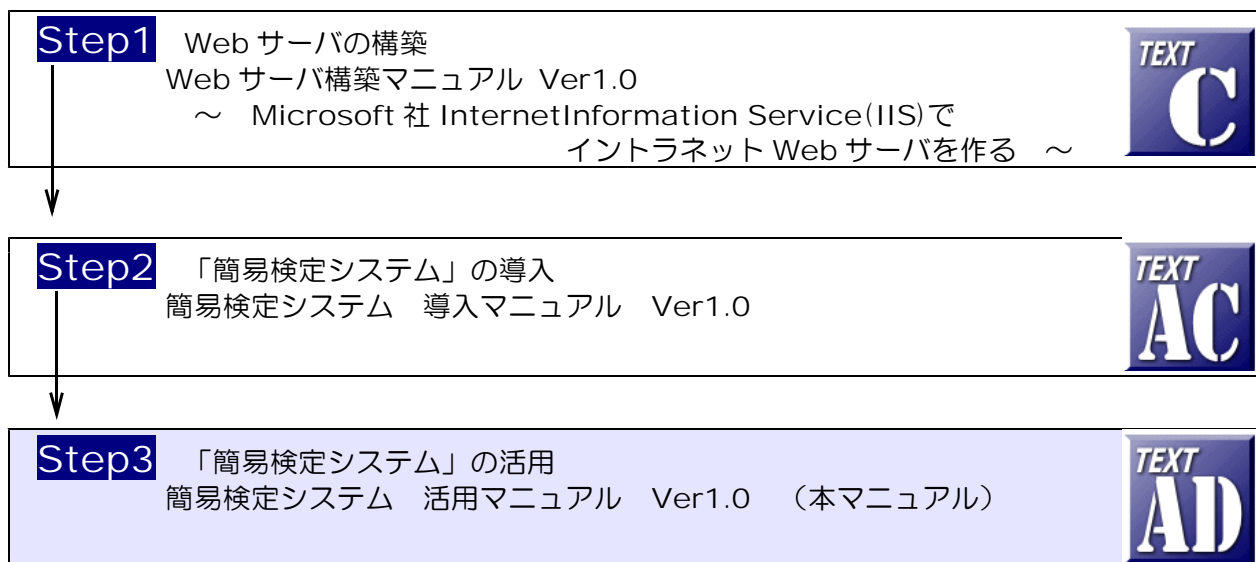 Step1 Web サーバの構築
Web サーバ構築マニュアル Ver1.0
～ Microsoft 社 InternetInformation Service(IIS)で
イントラネット Web サーバを作る ～
TEXT
C
Step2 「簡易検定システム」の導入
簡易検定システム 導入マニュアル Ver1.0
TEXT
AC
Step3 「簡易検定システム」の活用
簡易検定システム 活用マニュアル Ver1.0 （本マニュアル）
TEXT
AD